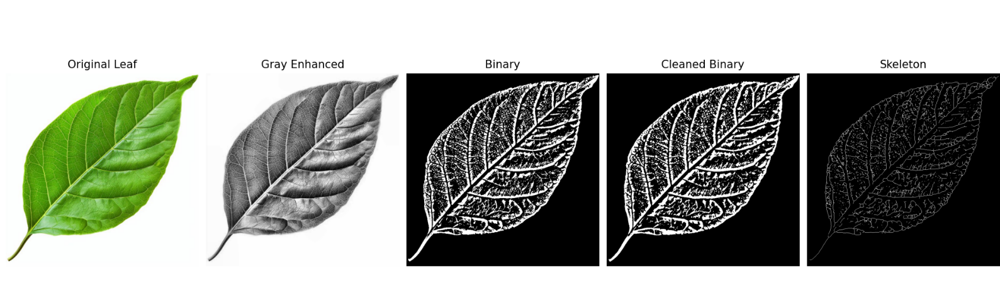 Original Leaf
Gray Enhanced
Binary
Cleaned Binary
Skeleton